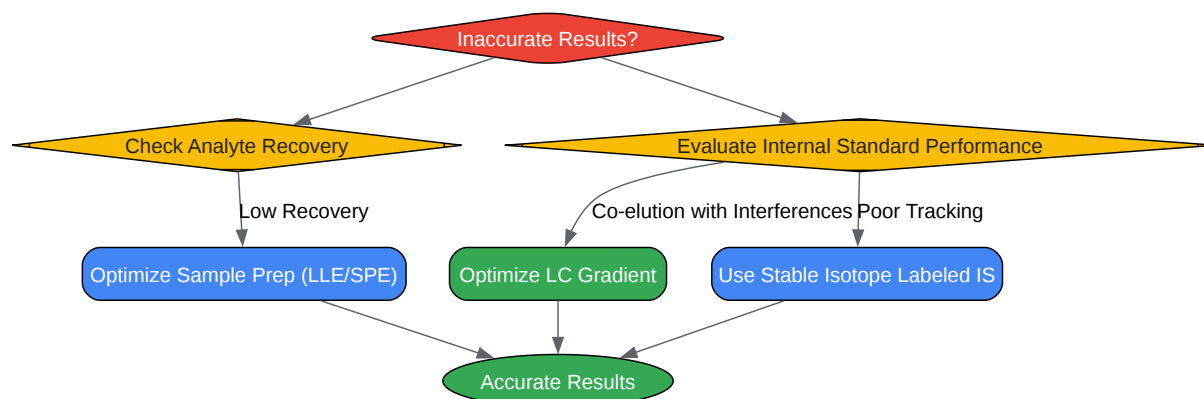 Inaccurate Results?
Check Analyte Recovery
Evaluate Internal Standard Performance
Low Recovery
Co-elution with Interferences
Poor Tracking
Optimize Sample Prep (LLE/SPE)
Optimize LC Gradient
Use Stable Isotope Labeled IS
Accurate Results